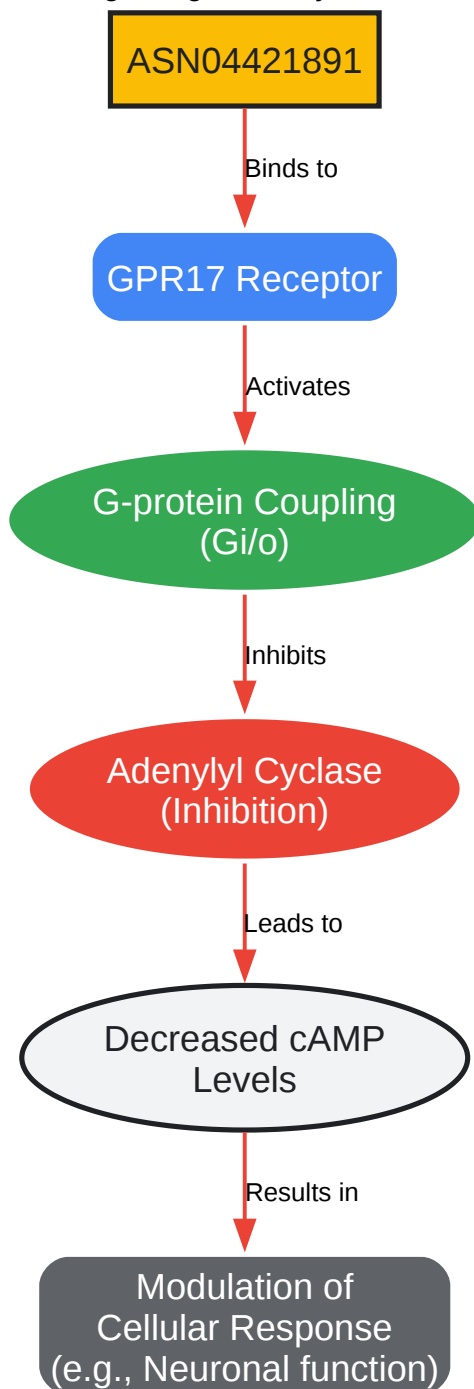 ASN04421891
Binds to
GPR17 Receptor
Activates
G-protein Coupling
(Gi/o)
Inhibits
Adenylyl Cyclase
(Inhibition)
Leads to
Decreased cAMP
Levels
Results in
Modulation of
Cellular Response
(e.g., Neuronal function)